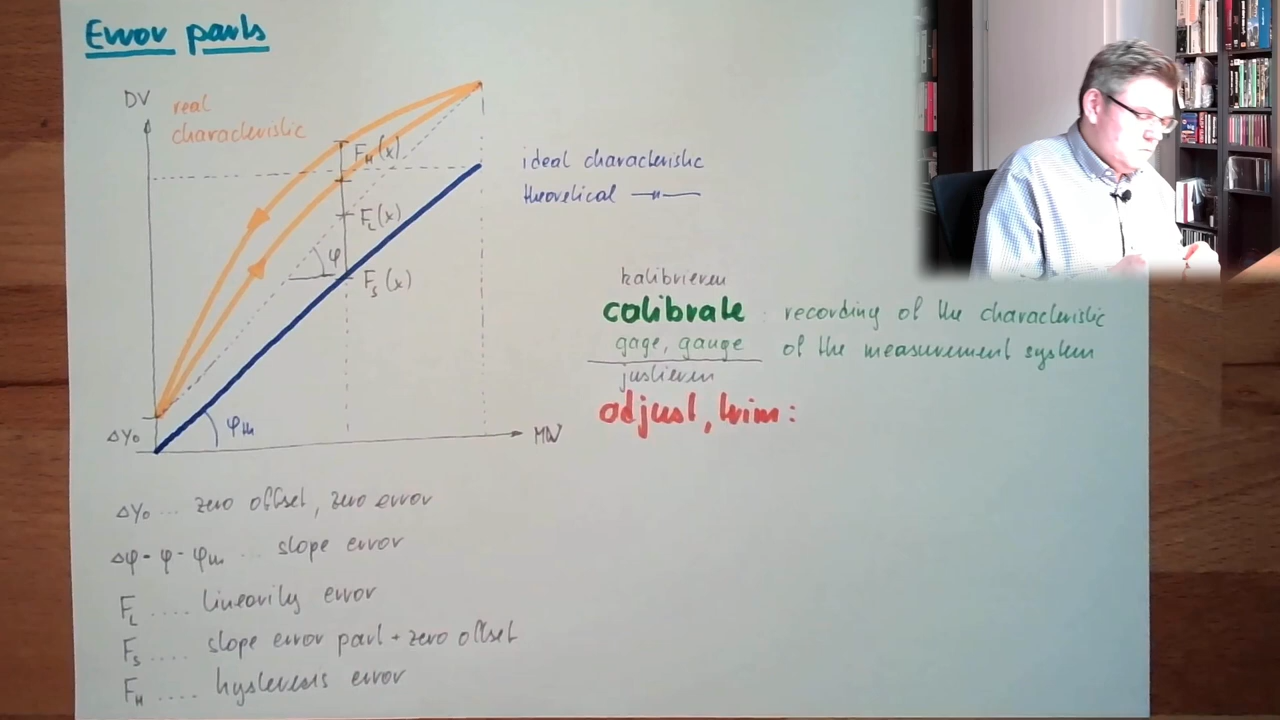 Error parts
DV
real
characteristic
F_H(x)
F_L(x)
φ
F_S(x)
ΔY₀
φ_th
MW
ideal characteristic
theoretical —〃—
kalibrieren
calibrate : recording of the characteristic
gage, gauge of the measurement system
justieren
adjust, trim:
ΔY₀ ... zero offset, zero error
Δφ = φ - φ_th ... slope error
F_L .... linearity error
F_S .... slope error part + zero offset
F_H .... hysteresis error